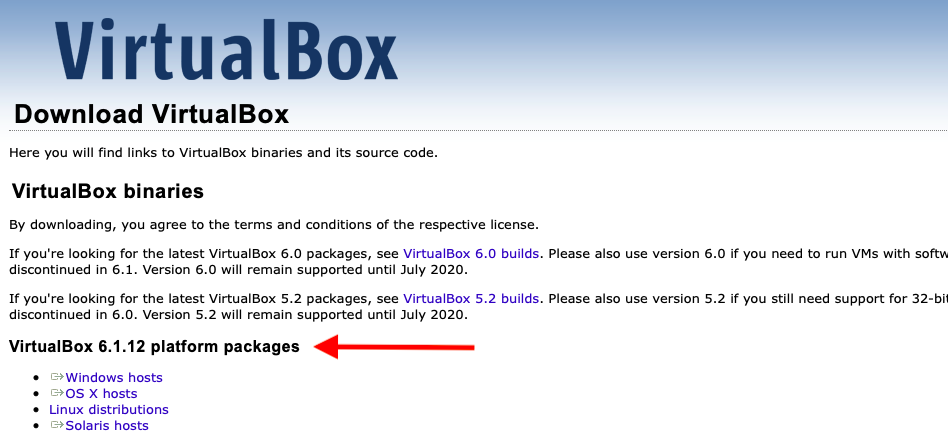 VirtualBox
Download VirtualBox
Here you will find links to VirtualBox binaries and its source code.
VirtualBox binaries
By downloading, you agree to the terms and conditions of the respective license.
If you're looking for the latest VirtualBox 6.0 packages, see VirtualBox 6.0 builds. Please also use version 6.0 if you need to run VMs with softw
discontinued in 6.1. Version 6.0 will remain supported until July 2020.
If you're looking for the latest VirtualBox 5.2 packages, see VirtualBox 5.2 builds. Please also use version 5.2 if you still need support for 32-bit
discontinued in 6.0. Version 5.2 will remain supported until July 2020.
VirtualBox 6.1.12 platform packages
Windows hosts
OS X hosts
Linux distributions
Solaris hosts